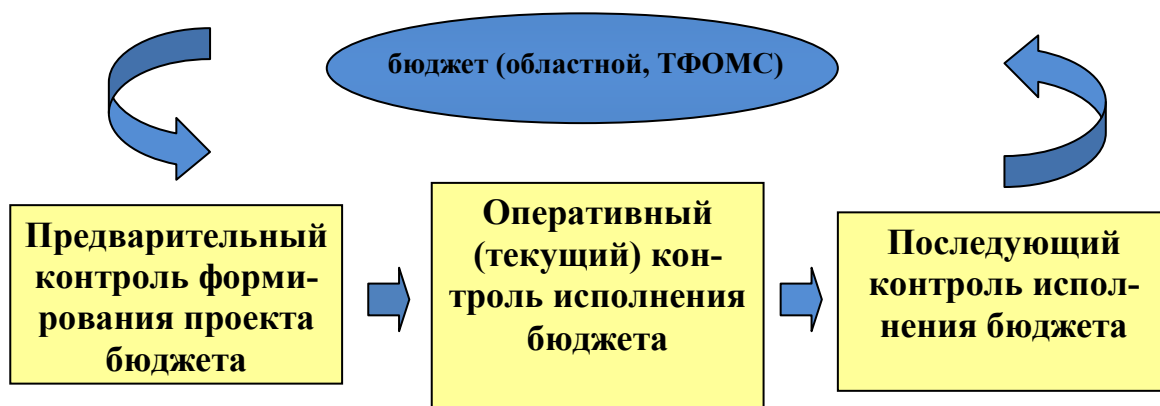 бюджет (областной, ТФОМС)
Предварительный
контроль форми-
рования проекта
бюджета
Оперативный
(текущий) кон-
троль исполнения
бюджета
Последующий
контроль испол-
нения бюджета